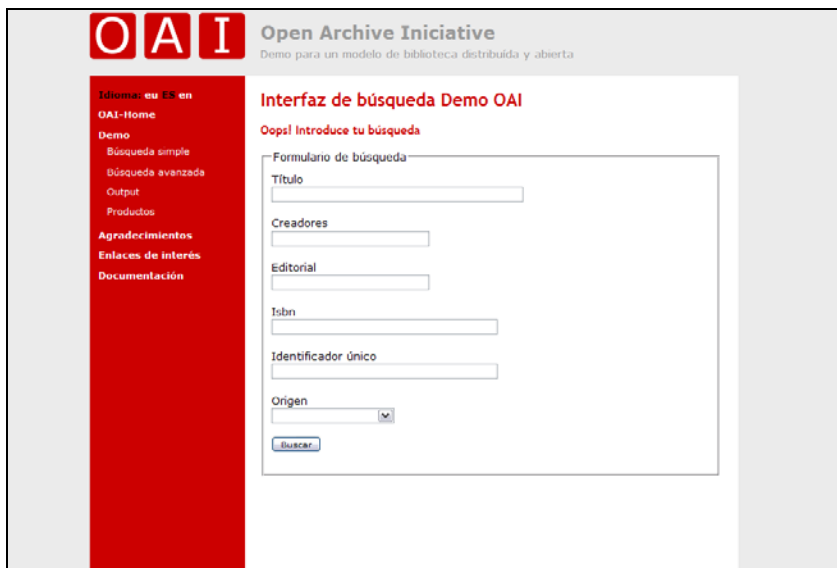 OAI
Open Archive Iniciative
Demo para un modelo de biblioteca distribuida y abierta
Idioma: eu ES en
OAI-Home
Demo
Búsqueda simple
Búsqueda avanzada
Output
Productos
Agradecimientos
Enlaces de interés
Documentación
Interfaz de búsqueda Demo OAI
Oops! Introduce tu búsqueda
Formulario de búsqueda
Título
Creadores
Editorial
Isbn
Identificador único
Origen
Buscar